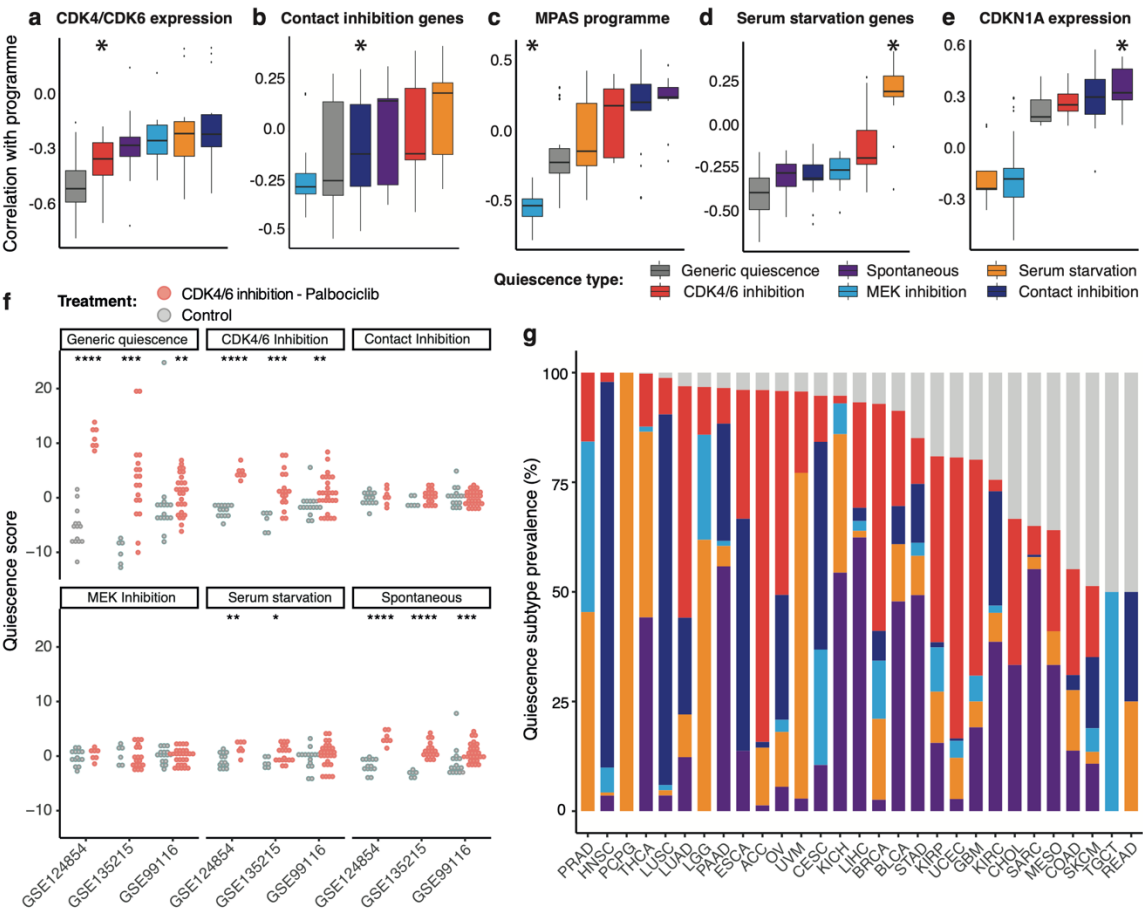 a CDK4/CDK6 expression
b Contact inhibition genes
c MPAS programme
d Serum starvation genes
e CDKN1A expression
Correlation with programme
*
0.0
-0.3
-0.6
*
0.25
0.0
-0.25
-0.5
*
0.5
0.0
-0.5
*
0.25
0.00
-0.25
-0.50
*
0.6
0.3
0.0
-0.3
Quiescence type:
Generic quiescence
Spontaneous
Serum starvation
CDK4/6 inhibition
MEK inhibition
Contact inhibition
f
Treatment:
CDK4/6 inhibition - Palbociclib
Control
Quiescence score
Generic quiescence
CDK4/6 Inhibition
Contact Inhibition
**** *** **
**** *** **
20
10
0
−10
MEK Inhibition
Serum starvation
Spontaneous
** *
**** **** ***
20
10
0
−10
GSE124854
GSE135215
GSE99116
GSE124854
GSE135215
GSE99116
GSE124854
GSE135215
GSE99116
g
Quiescence subtype prevalence (%)
100
75
50
25
0
PRAD
HNSC
PCPG
THCA
LUSC
LUAD
LGG
PAAD
ESCA
ACC
OV
UVM
CESC
KICH
LIHC
BRCA
BLCA
STAD
KIRP
UCEC
GBM
KIRC
CHOL
SARC
MESO
COAD
SKCM
TGCT
READ